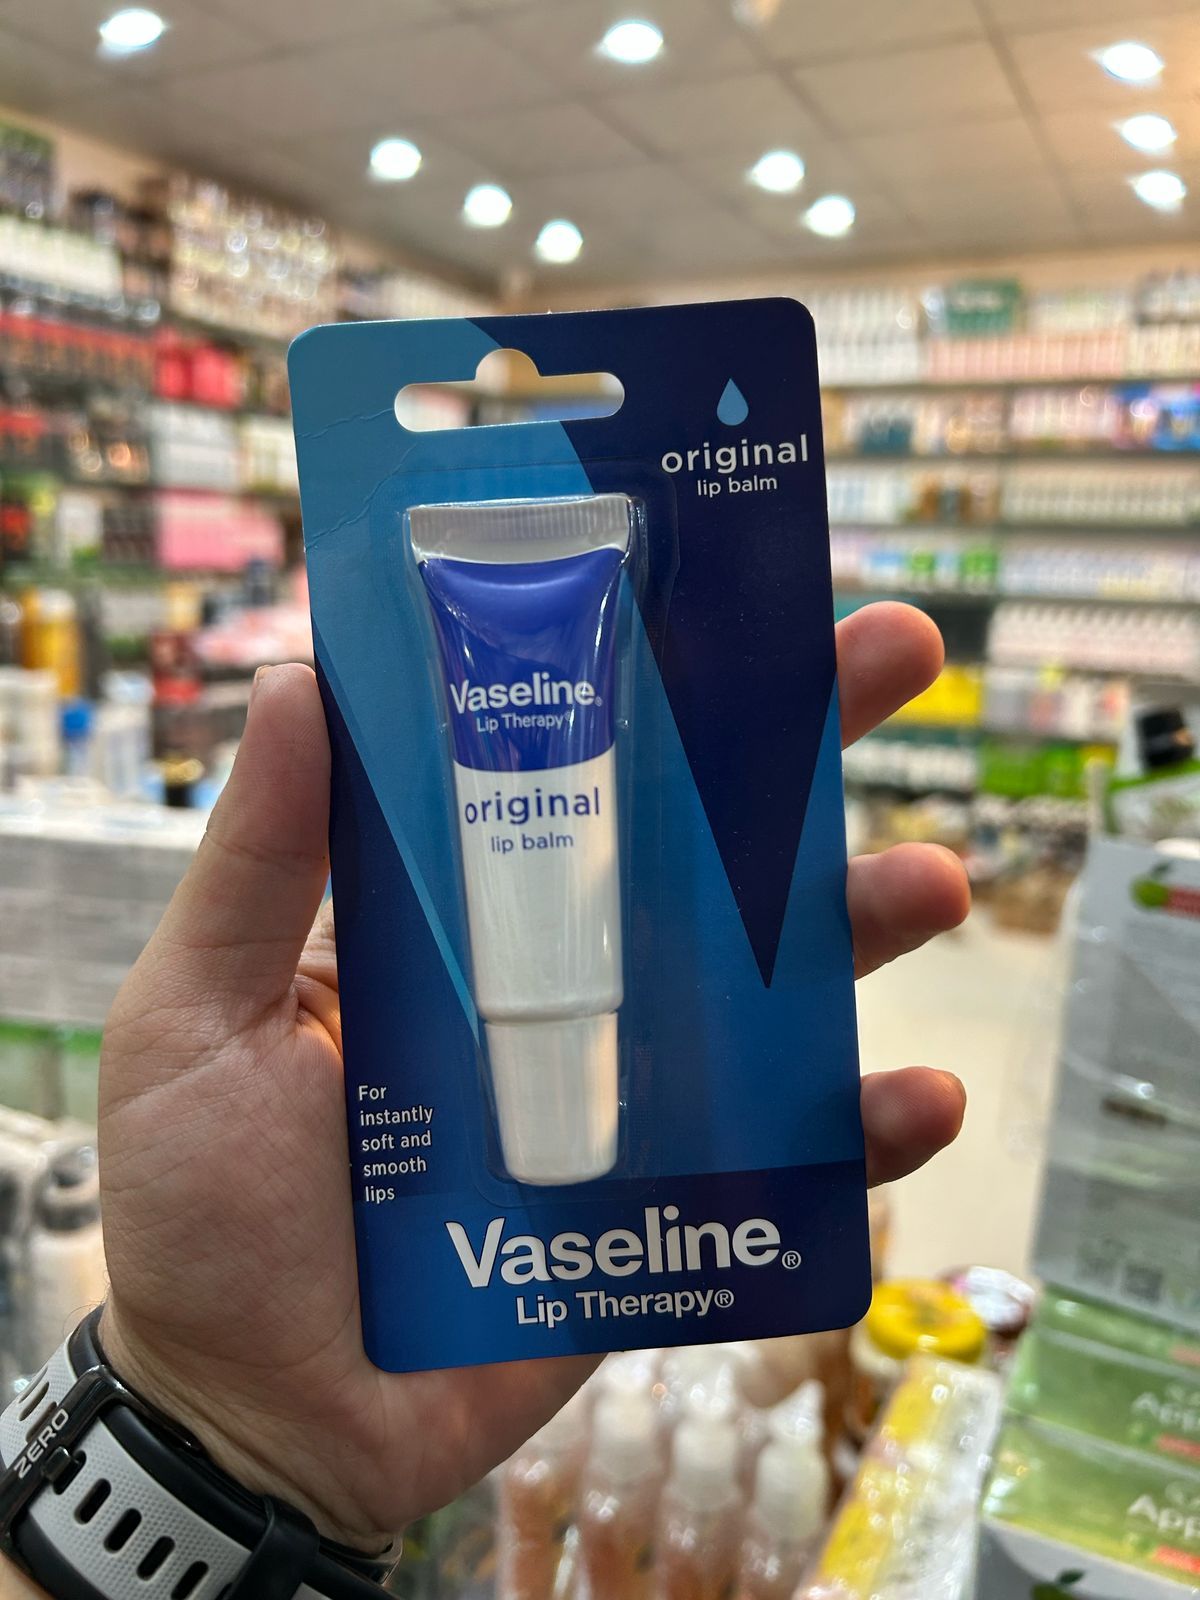 original
lip balm
Vaseline®
Lip Therapy®
original
lip balm
For
instantly
soft and
smooth
lips
Vaseline®
Lip Therapy®
ZERO